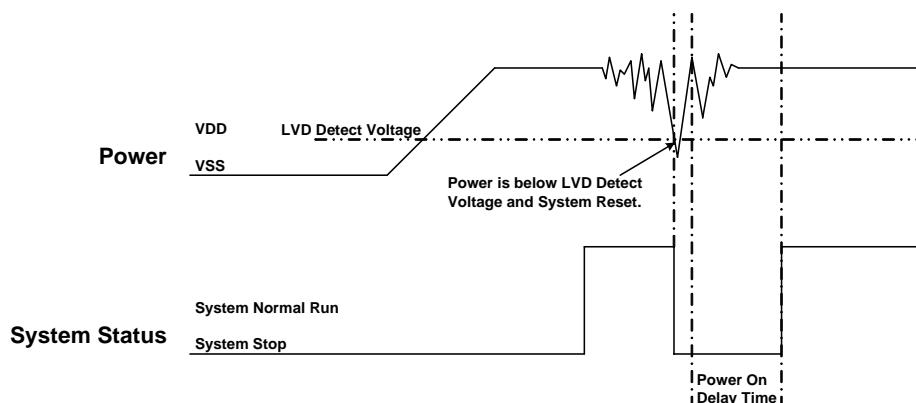 VDD
LVD Detect Voltage
Power
VSS
Power is below LVD Detect
Voltage and System Reset.
System Normal Run
System Status
System Stop
Power On
Delay Time